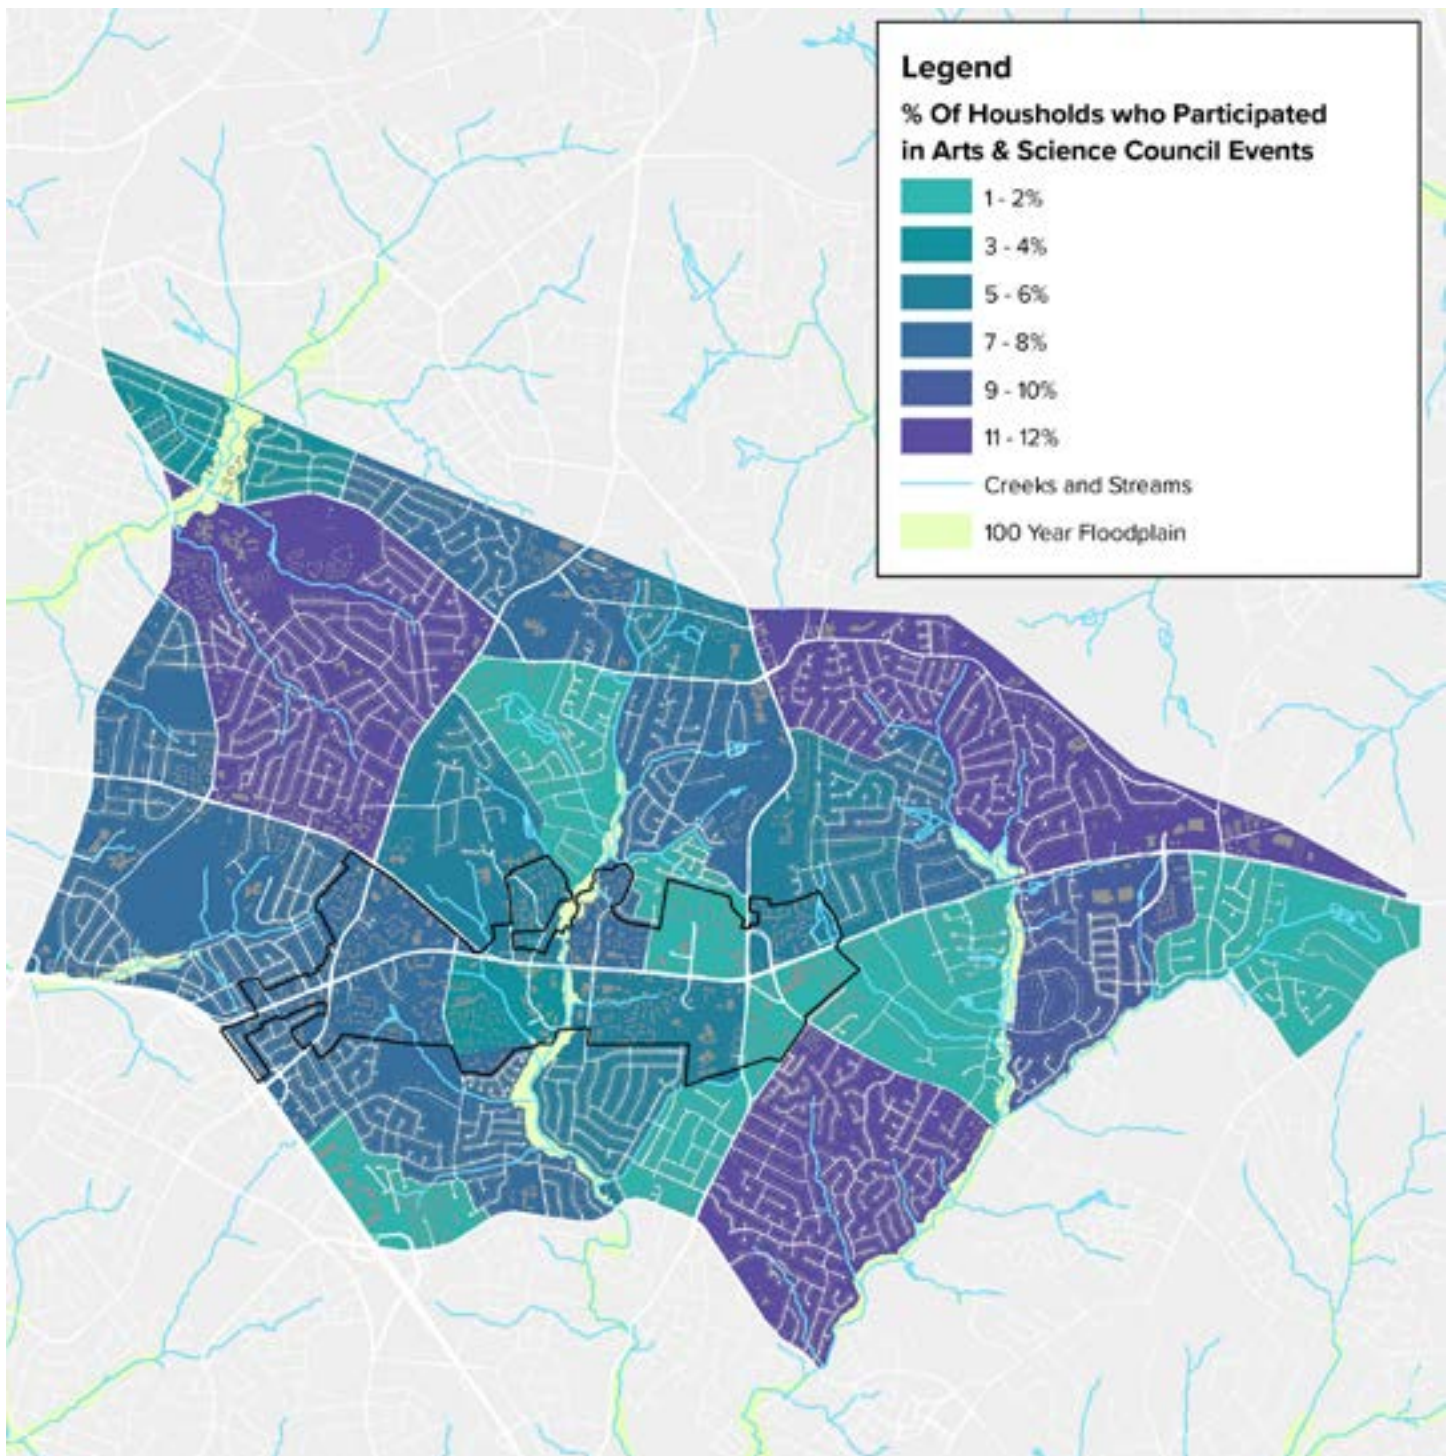 Legend
% Of Housholds who Participated
in Arts & Science Council Events
1 - 2%
3 - 4%
5 - 6%
7 - 8%
9 - 10%
11 - 12%
Creeks and Streams
100 Year Floodplain